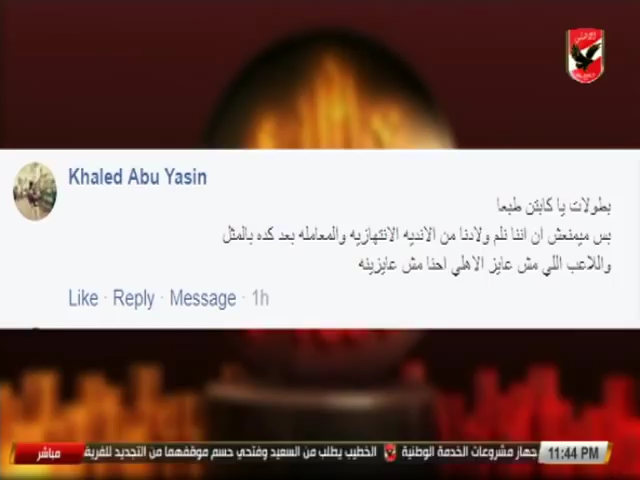 Khaled Abu Yasin
بطولات يا كابتن طبعا
بس ميمنعش ان اننا نلم ولادنا من الانديه الانتهازيه والمعامله بعد كده بالمثل
واللاعب اللي مش عايز الاهلي احنا مش عايزينه
Like · Reply · Message · 1h
مباشر
جهاز مشروعات الخدمة الوطنية
الخطيب يطلب من السعيد وفتحي حسم موقفهما من التجديد للفريق
11:44 PM